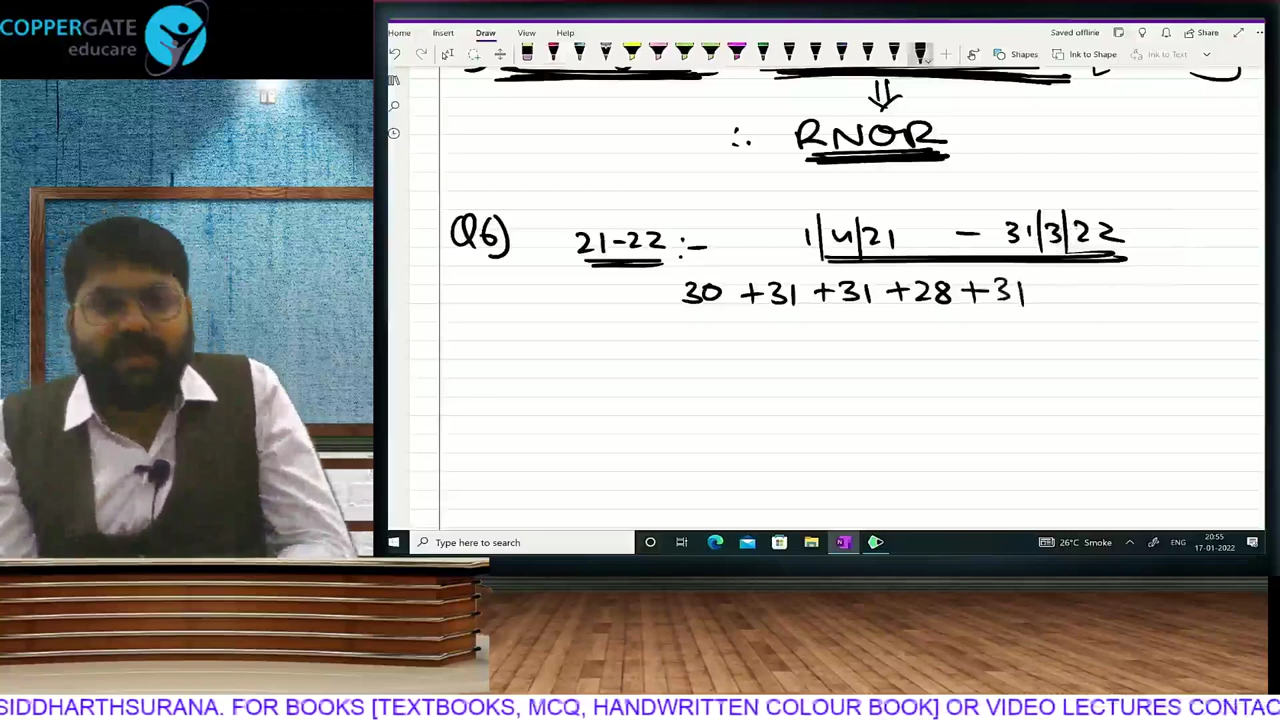 COPPERGATE
educare
Home Insert Draw View Help Saved offline Share
Shapes Ink to Shape Ink to Text
∴ RNOR
Q6) 21-22 :- 1/4/21 - 31/3/22
30 +31 +31 +28 +31
Type here to search
26°C Smoke ENG 20:55
17-01-2022
SIDDHARTHSURANA. FOR BOOKS [TEXTBOOKS, MCQ, HANDWRITTEN COLOUR BOOK] OR VIDEO LECTURES CONTAC